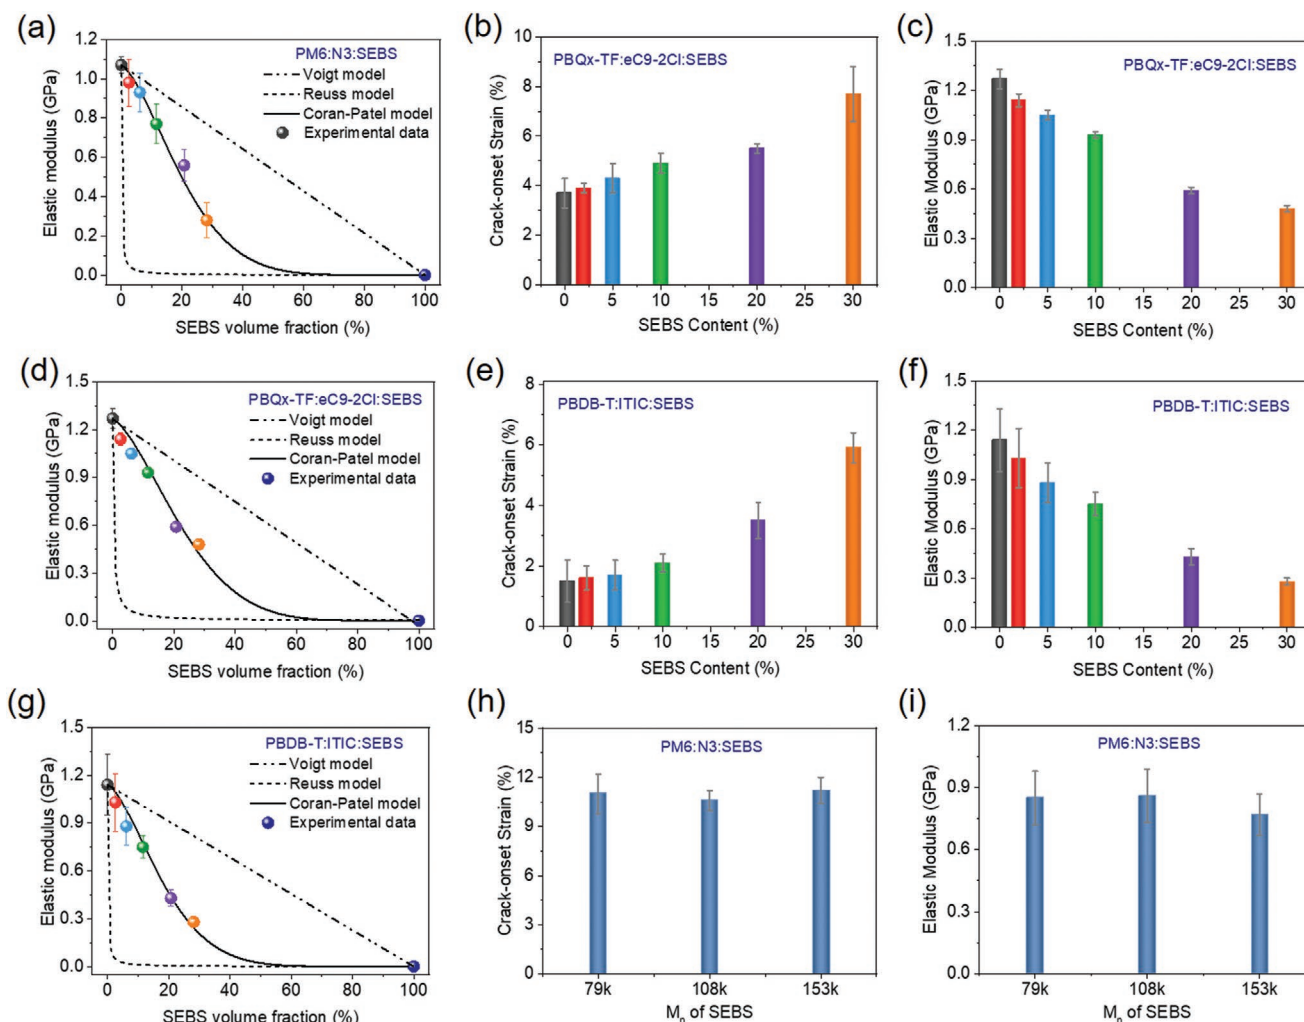 (a)
PM6:N3:SEBS
Voigt model
Reuss model
Coran-Patel model
Experimental data
Elastic modulus (GPa)
1.2
1.0
0.8
0.6
0.4
0.2
0.0
0 20 40 60 80 100
SEBS volume fraction (%)
(b)
PBQx-TF:eC9-2Cl:SEBS
Crack-onset Strain (%)
10
8
6
4
2
0
0 5 10 15 20 25 30
SEBS Content (%)
(c)
PBQx-TF:eC9-2Cl:SEBS
Elastic Modulus (GPa)
1.5
1.2
0.9
0.6
0.3
0.0
0 5 10 15 20 25 30
SEBS Content (%)
(d)
PBQx-TF:eC9-2Cl:SEBS
Voigt model
Reuss model
Coran-Patel model
Experimental data
Elastic modulus (GPa)
1.5
1.2
0.9
0.6
0.3
0.0
0 20 40 60 80 100
SEBS volume fraction (%)
(e)
PBDB-T:ITIC:SEBS
Crack-onset Strain (%)
8
6
4
2
0
0 5 10 15 20 25 30
SEBS Content (%)
(f)
PBDB-T:ITIC:SEBS
Elastic Modulus (GPa)
1.5
1.2
0.9
0.6
0.3
0.0
0 5 10 15 20 25 30
SEBS Content (%)
(g)
PBDB-T:ITIC:SEBS
Voigt model
Reuss model
Coran-Patel model
Experimental data
Elastic modulus (GPa)
1.5
1.2
0.9
0.6
0.3
0.0
0 20 40 60 80 100
SEBS volume fraction (%)
(h)
PM6:N3:SEBS
Crack-onset Strain (%)
15
12
9
6
3
0
79k 108k 153k
Mn of SEBS
(i)
PM6:N3:SEBS
Elastic Modulus (GPa)
1.2
0.9
0.6
0.3
0.0
79k 108k 153k
Mn of SEBS